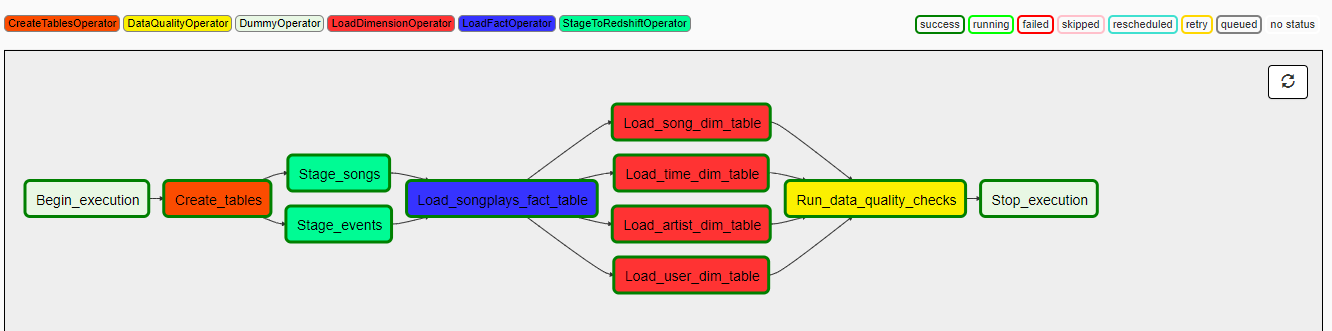 CreateTablesOperator DataQualityOperator DummyOperator LoadDimensionOperator LoadFactOperator StageToRedshiftOperator success running failed skipped rescheduled retry queued no status
Load_song_dim_table
Stage_songs Load_time_dim_table
Begin_execution Create_tables Load_songplays_fact_table Run_data_quality_checks Stop_execution
Stage_events Load_artist_dim_table
Load_user_dim_table